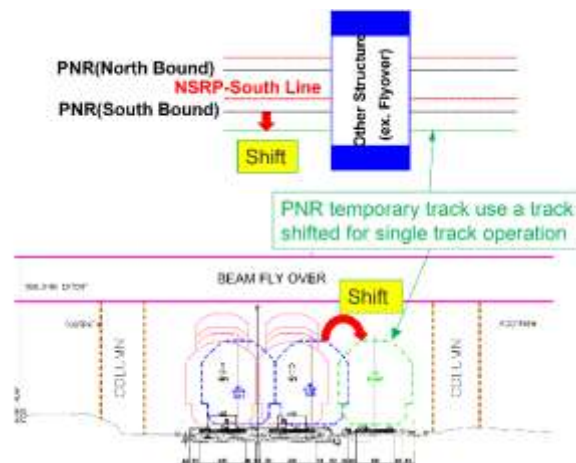 PNR(North Bound)
NSRP-South Line
PNR(South Bound)
Shift
Other Structure
(ex. Flyover)
PNR temporary track use a track
shifted for single track operation
BEAM FLY OVER
Shift
COLUMN
COLUMN